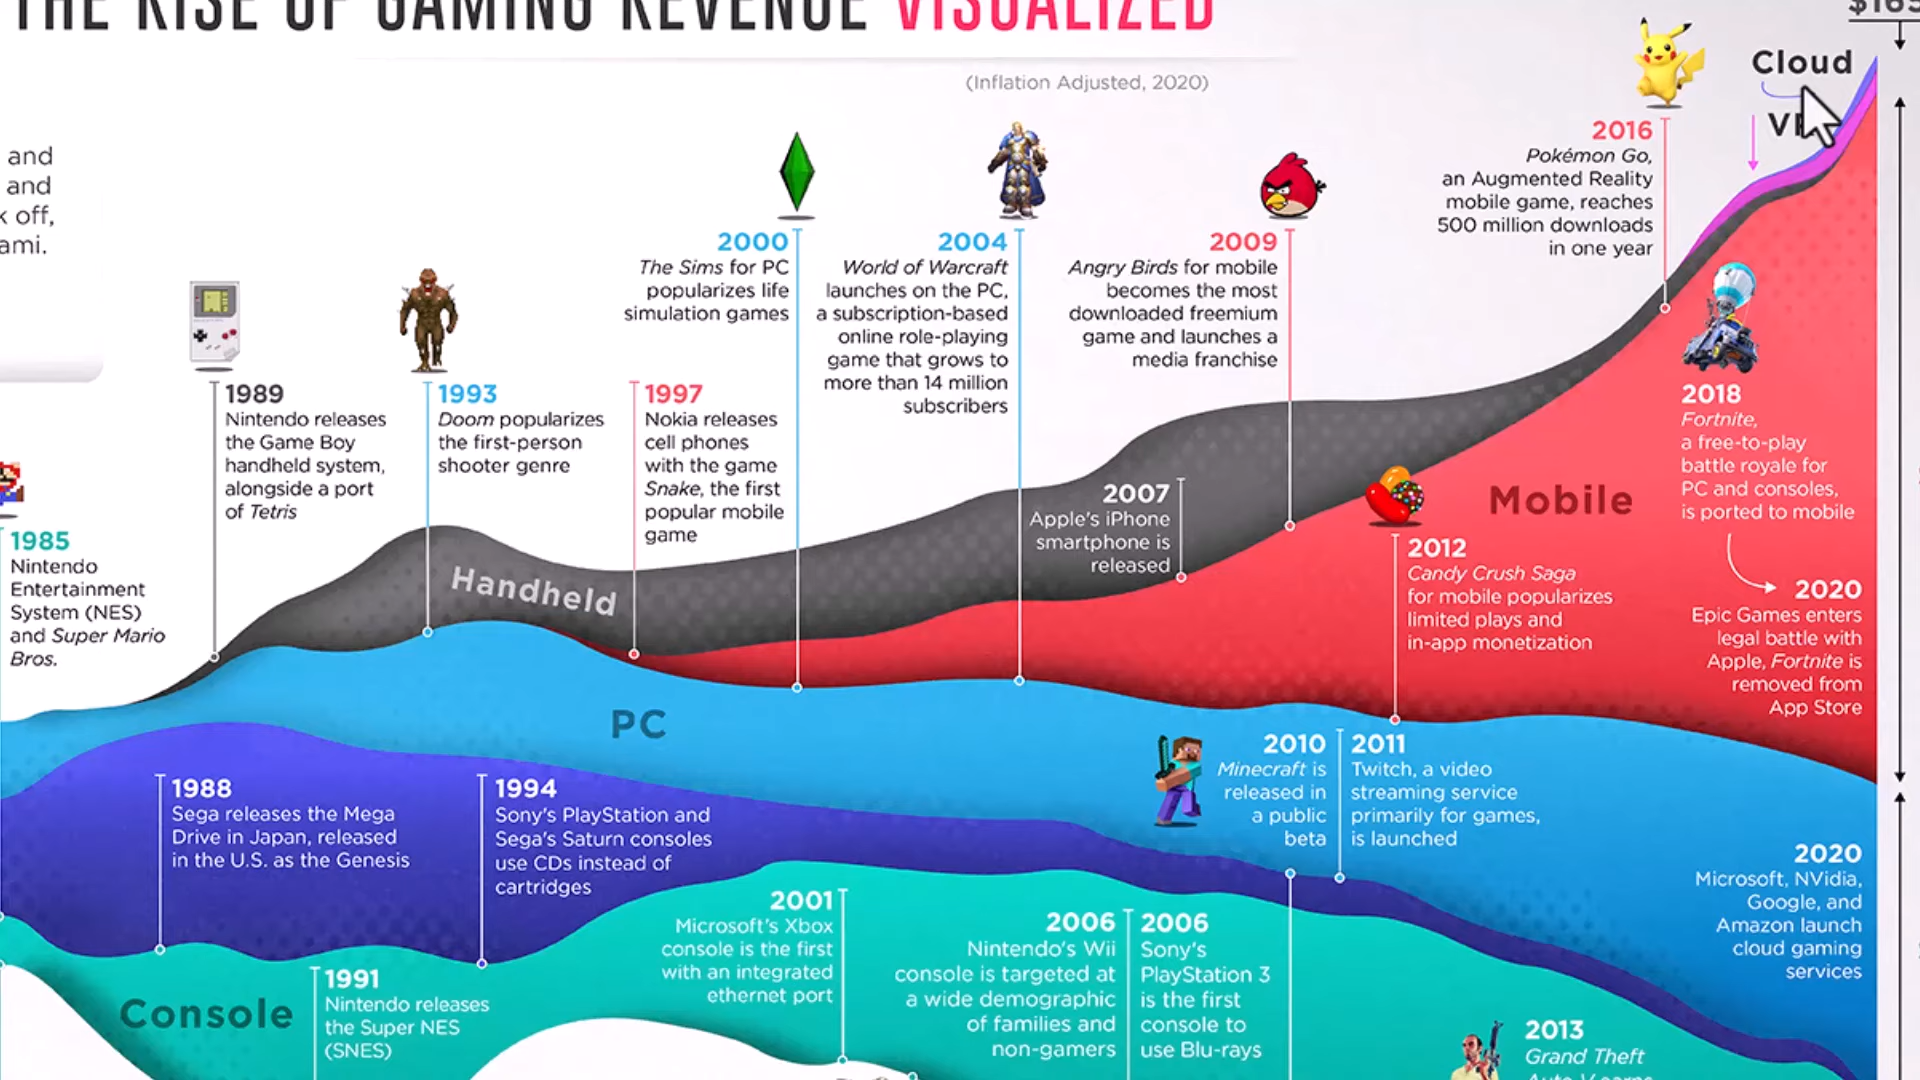 THE RISE OF GAMING REVENUE VISUALIZED
(Inflation Adjusted, 2020)
Cloud
and
and
off,
2016
Pokémon Go,
an Augmented Reality
mobile game, reaches
500 million downloads
in one year
2000
The Sims for PC
popularizes life
simulation games
2004
World of Warcraft
launches on the PC,
a subscription-based
online role-playing
game that grows to
more than 14 million
subscribers
2009
Angry Birds for mobile
becomes the most
downloaded freemium
game and launches a
media franchise
1989
Nintendo releases
the Game Boy
handheld system,
alongside a port
of Tetris
1993
Doom popularizes
the first-person
shooter genre
1997
Nokia releases
cell phones
with the game
Snake, the first
popular mobile
game
2007
Apple's iPhone
smartphone is
released
Handheld
Mobile
2018
Fortnite,
a free-to-play
battle royale for
PC and consoles,
is ported to mobile
2012
Candy Crush Saga
for mobile popularizes
limited plays and
in-app monetization
2020
Epic Games enters
legal battle with
Apple, Fortnite is
removed from
App Store
1985
Nintendo
Entertainment
System (NES)
and Super Mario
Bros.
PC
2010
Minecraft is
released in
a public
beta
2011
Twitch, a video
streaming service
primarily for games,
is launched
1988
Sega releases the Mega
Drive in Japan, released
in the U.S. as the Genesis
1994
Sony's PlayStation and
Sega's Saturn consoles
use CDs instead of
cartridges
2020
Microsoft, NVidia,
Google, and
Amazon launch
cloud gaming
services
2001
Microsoft's Xbox
console is the first
with an integrated
ethernet port
2006
Nintendo's Wii
console is targeted at
a wide demographic
of families and
non-gamers
2006
Sony's
PlayStation 3
is the first
console to
use Blu-rays
Console
1991
Nintendo releases
the Super NES
(SNES)
2013
Grand Theft